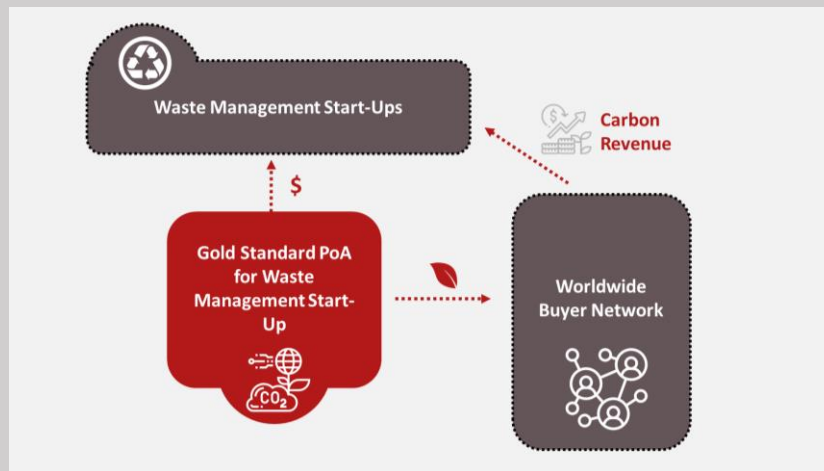 Waste Management Start-Ups
Carbon
Revenue
$
Gold Standard PoA
for Waste
Management Start-
Up
CO2
Worldwide
Buyer Network